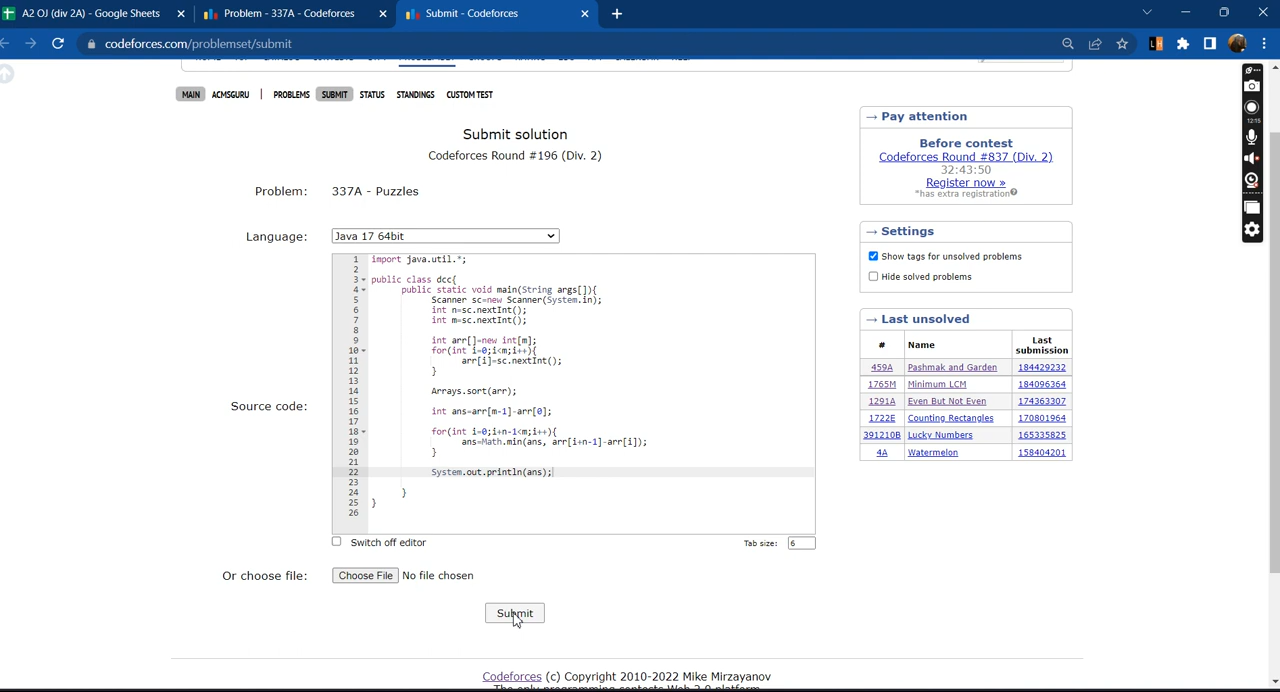 A2 OJ (div 2A) - Google Sheets
Problem - 337A - Codeforces
Submit - Codeforces
codeforces.com/problemset/submit
MAIN ACMSGURU | PROBLEMS SUBMIT STATUS STANDINGS CUSTOM TEST
Submit solution
Codeforces Round #196 (Div. 2)
Problem: 337A - Puzzles
Language: Java 17 64bit
Source code:
1 import java.util.*;
2
3 public class dcc{
4 public static void main(String args[]){
5 Scanner sc=new Scanner(System.in);
6 int n=sc.nextInt();
7 int m=sc.nextInt();
8
9 int arr[]=new int[m];
10 for(int i=0;i<m;i++){
11 arr[i]=sc.nextInt();
12 }
13
14 Arrays.sort(arr);
15
16 int ans=arr[m-1]-arr[0];
17
18 for(int i=0;i+n-1<m;i++){
19 ans=Math.min(ans, arr[i+n-1]-arr[i]);
20 }
21
22 System.out.println(ans);
23
24 }
25 }
26
Switch off editor
Tab size: 6
Or choose file: Choose File No file chosen
Submit
→ Pay attention
Before contest
Codeforces Round #837 (Div. 2)
32:43:50
Register now »
*has extra registration?
→ Settings
Show tags for unsolved problems
Hide solved problems
→ Last unsolved
# Name Last submission
459A Pashmak and Garden 184429232
1765M Minimum LCM 184096364
1291A Even But Not Even 174363307
1722E Counting Rectangles 170801964
391210B Lucky Numbers 165335825
4A Watermelon 158404201
12:15
Codeforces (c) Copyright 2010-2022 Mike Mirzayanov
The only programming contests Web 2.0 platform